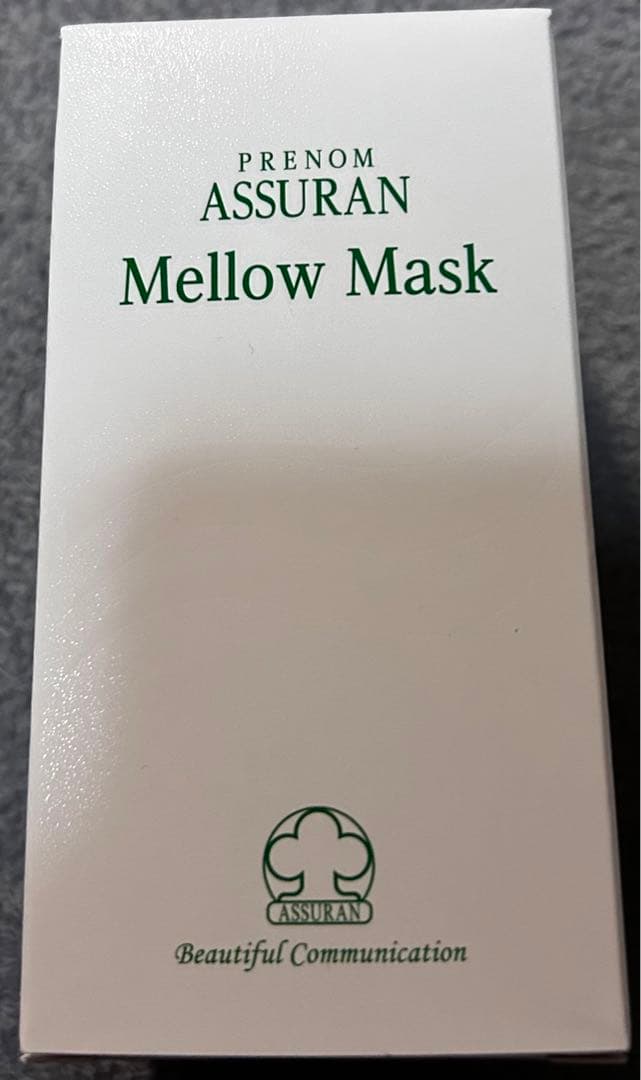 PRENOM
ASSURAN
Mellow Mask
ASSURAN
Beautiful Communication